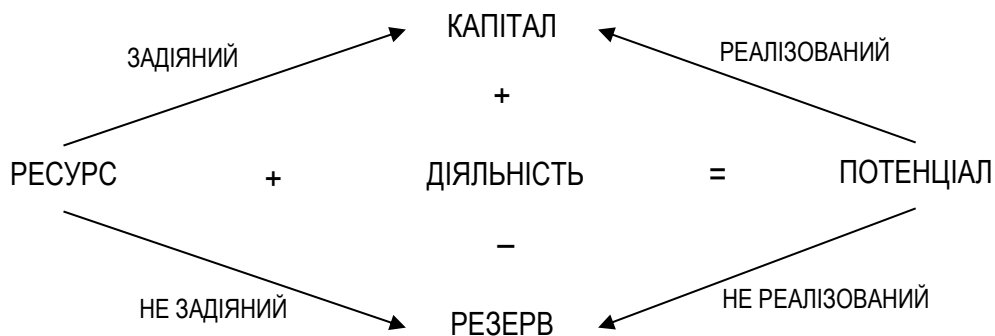 КАПІТАЛ
ЗАДІЯНИЙ
РЕАЛІЗОВАНИЙ
+
РЕСУРС + ДІЯЛЬНІСТЬ = ПОТЕНЦІАЛ
–
НЕ ЗАДІЯНИЙ
НЕ РЕАЛІЗОВАНИЙ
РЕЗЕРВ